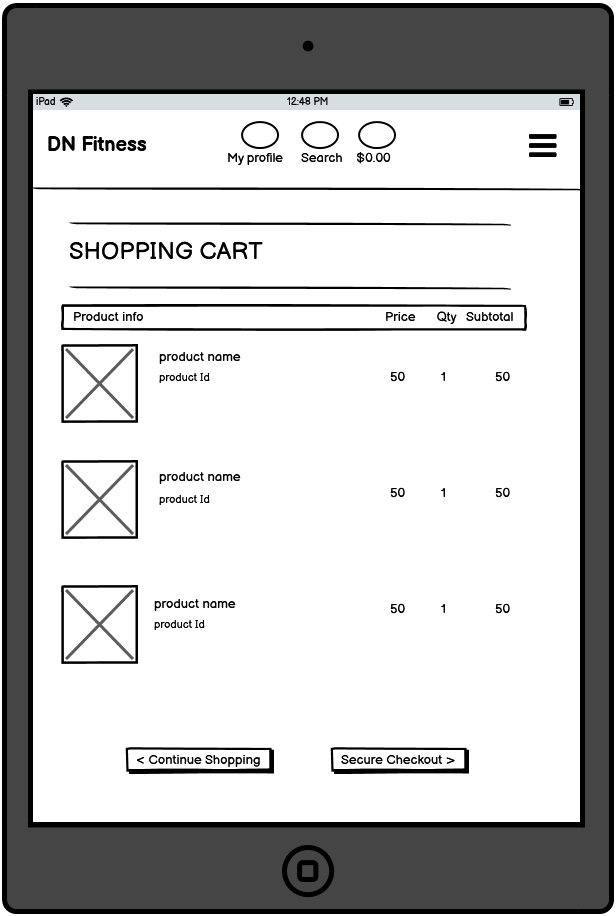 iPad 12:48 PM
DN Fitness
My profile Search $0.00
SHOPPING CART
Product info Price Qty Subtotal
product name
product Id 50 1 50
product name
product Id 50 1 50
product name
50 1 50
product Id
< Continue Shopping Secure Checkout >